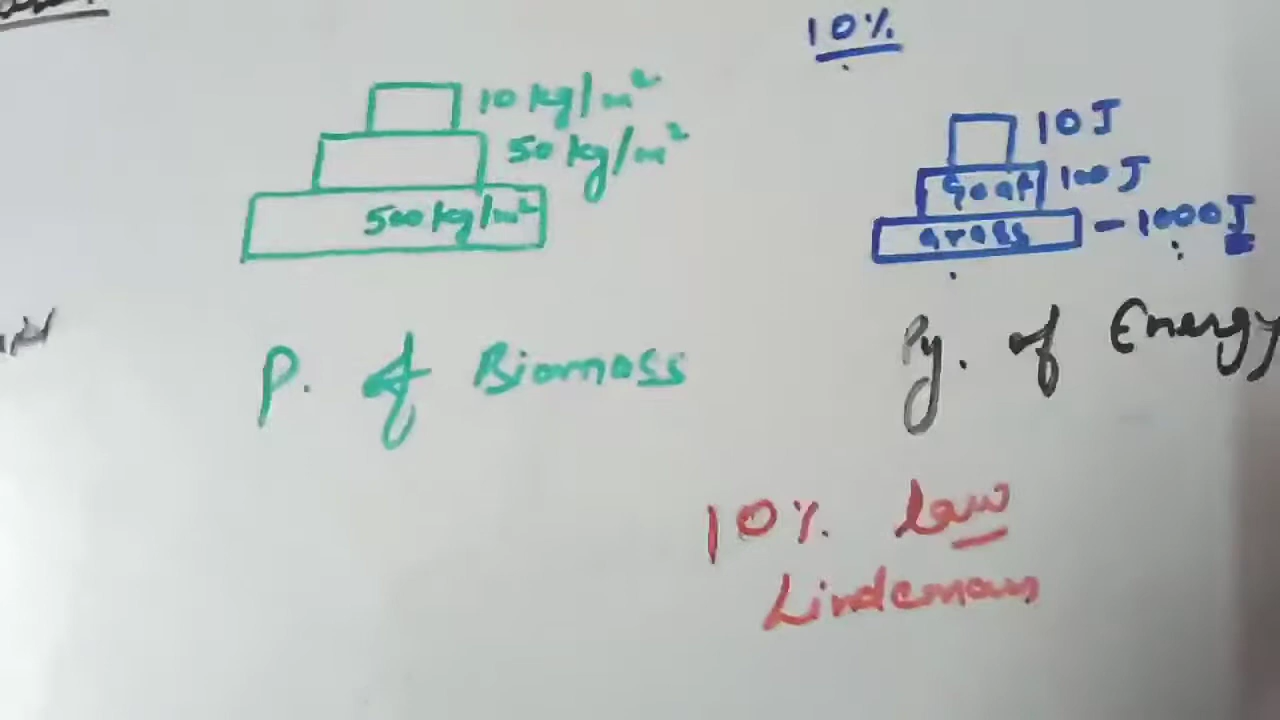 10%
10 kg/m²
50 kg/m²
500 kg/m²
P. of Biomass
10 J
Goat 100 J
Grass - 1000 J
Py. of Energy
10% Law
Lindeman